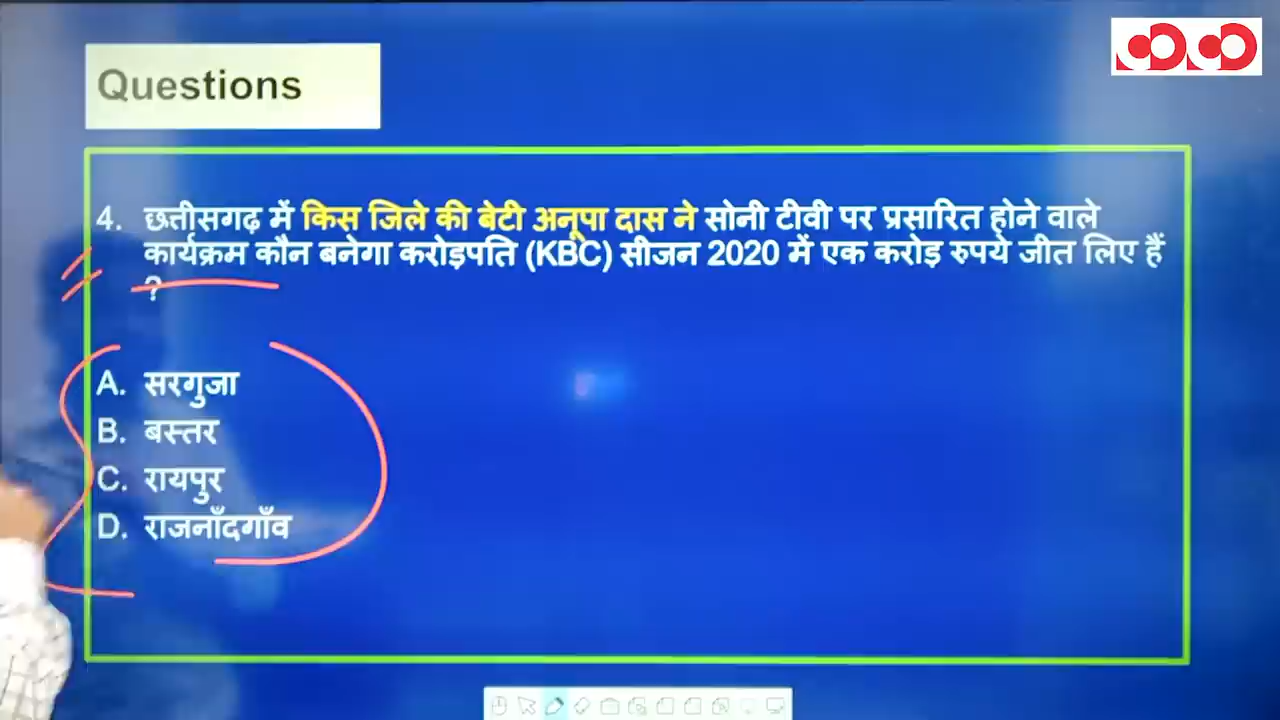 Questions
4. छत्तीसगढ़ में किस जिले की बेटी अनूपा दास ने सोनी टीवी पर प्रसारित होने वाले
कार्यक्रम कौन बनेगा करोड़पति (KBC) सीजन 2020 में एक करोड़ रुपये जीत लिए हैं
?
A. सरगुजा
B. बस्तर
C. रायपुर
D. राजनाँदगाँव